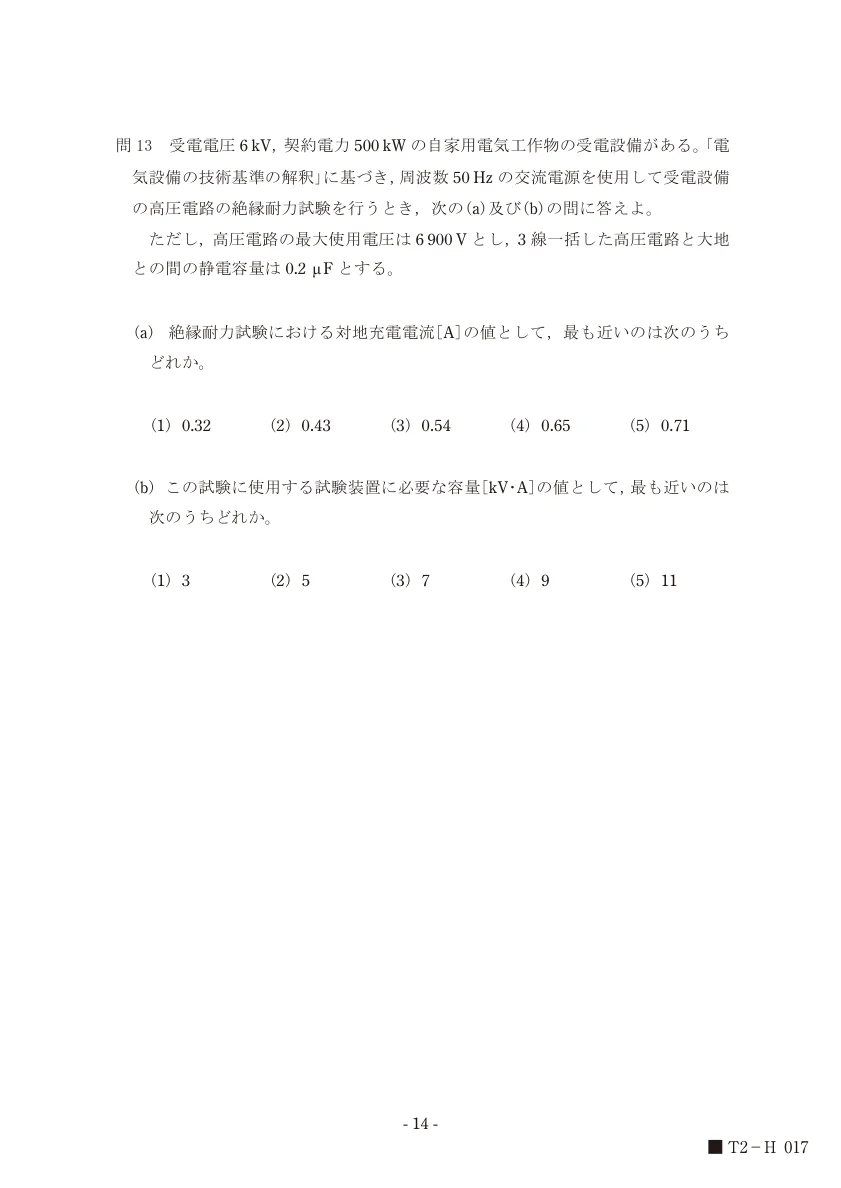 問 13　受電電圧 6 kV, 契約電力 500 kW の自家用電気工作物の受電設備がある。「電
気設備の技術基準の解釈」に基づき, 周波数 50 Hz の交流電源を使用して受電設備
の高圧電路の絶縁耐力試験を行うとき, 次の(a)及び(b)の問に答えよ。
ただし, 高圧電路の最大使用電圧は 6 900 V とし, 3 線一括した高圧電路と大地
との間の静電容量は 0.2 μF とする。
(a) 絶縁耐力試験における対地充電電流[A]の値として, 最も近いのは次のうち
どれか。
(1) 0.32 (2) 0.43 (3) 0.54 (4) 0.65 (5) 0.71
(b) この試験に使用する試験装置に必要な容量[kV·A]の値として, 最も近いのは
次のうちどれか。
(1) 3 (2) 5 (3) 7 (4) 9 (5) 11
- 14 -
■ T2－H 017